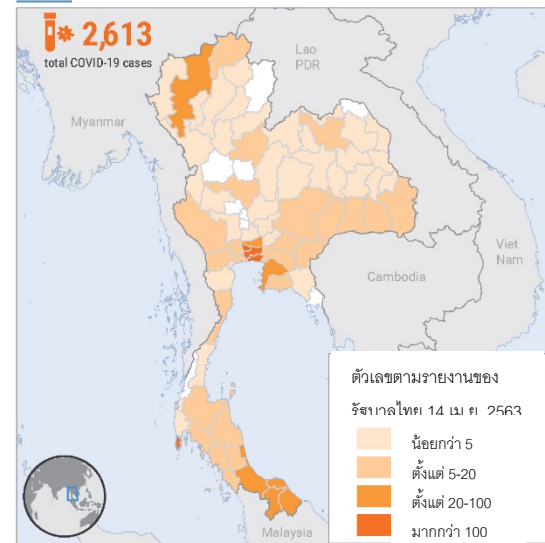 2,613
total COVID-19 cases
Lao
PDR
Myanmar
Viet
Nam
Cambodia
ตัวเลขตามรายงานของ
รัฐบาลไทย 14 เม.ย. 2563
น้อยกว่า 5
ตั้งแต่ 5-20
ตั้งแต่ 20-100
มากกว่า 100
Malaysia